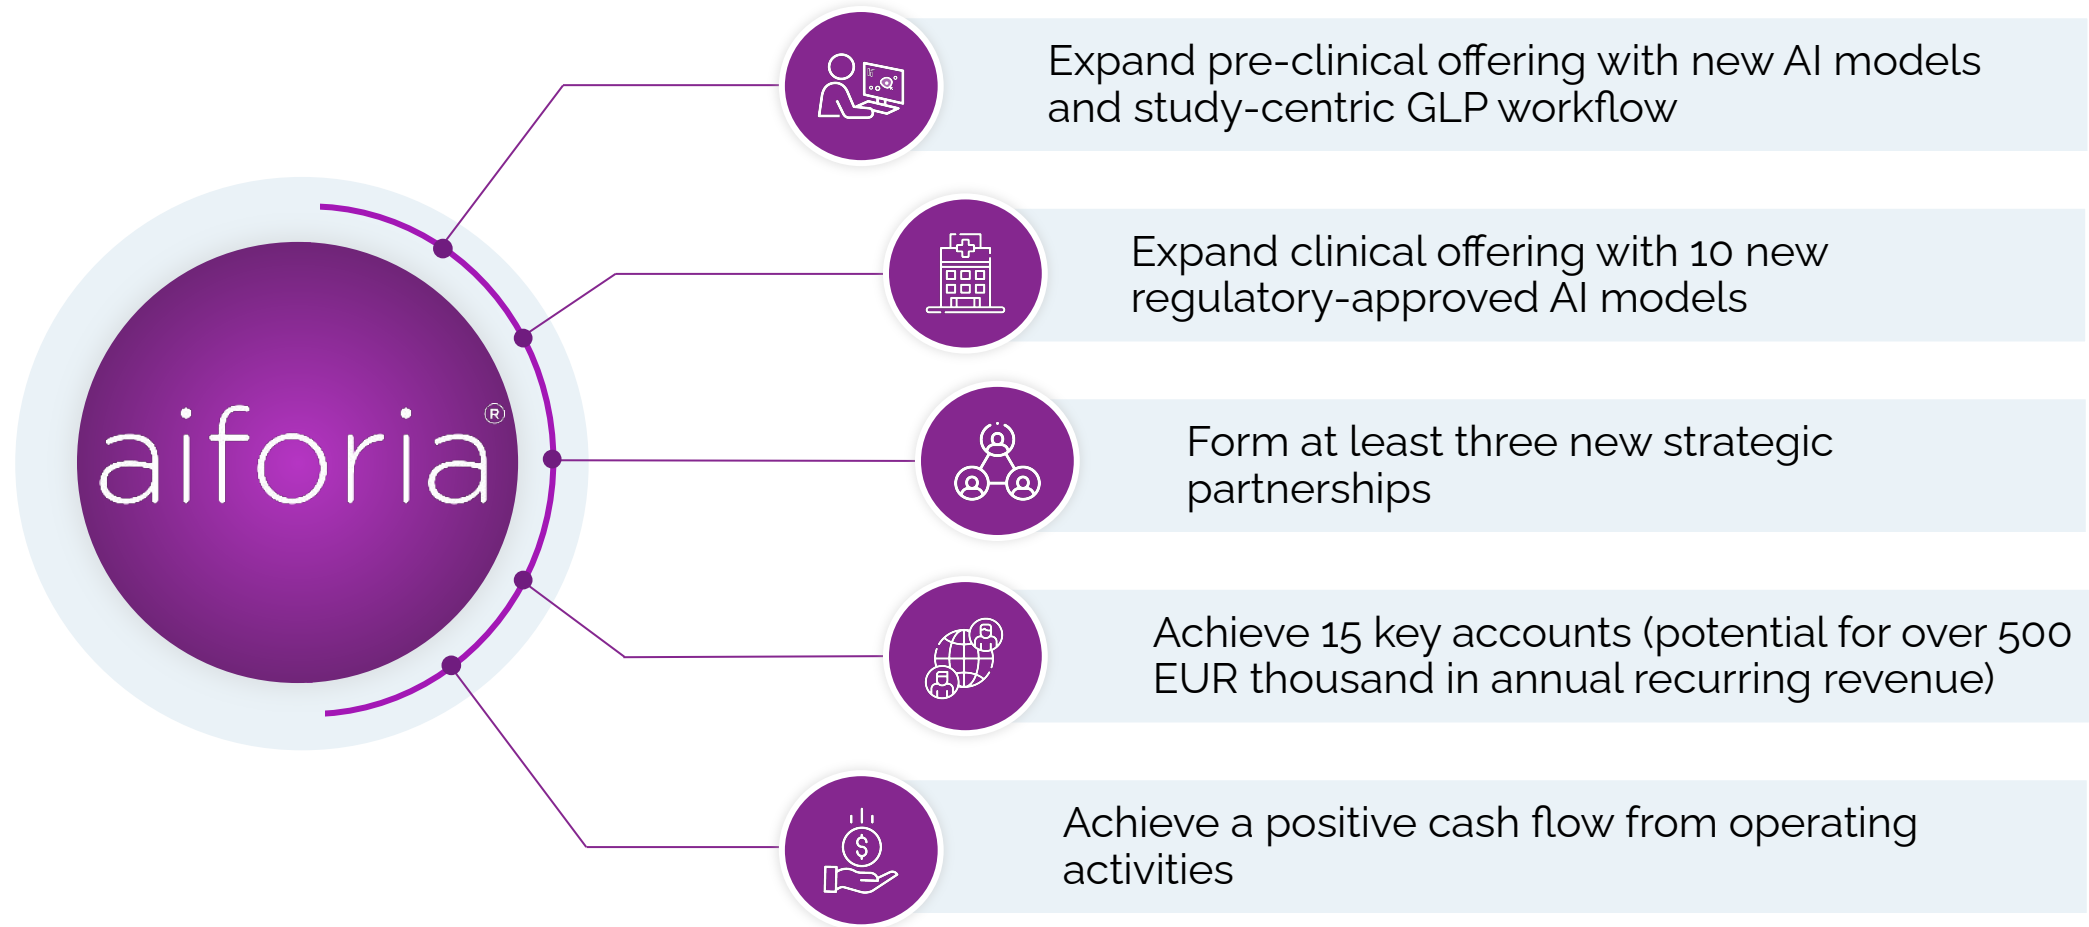 Expand pre-clinical offering with new AI models
and study-centric GLP workflow
Expand clinical offering with 10 new
regulatory-approved AI models
aiforia®
Form at least three new strategic
partnerships
Achieve 15 key accounts (potential for over 500
EUR thousand in annual recurring revenue)
Achieve a positive cash flow from operating
activities